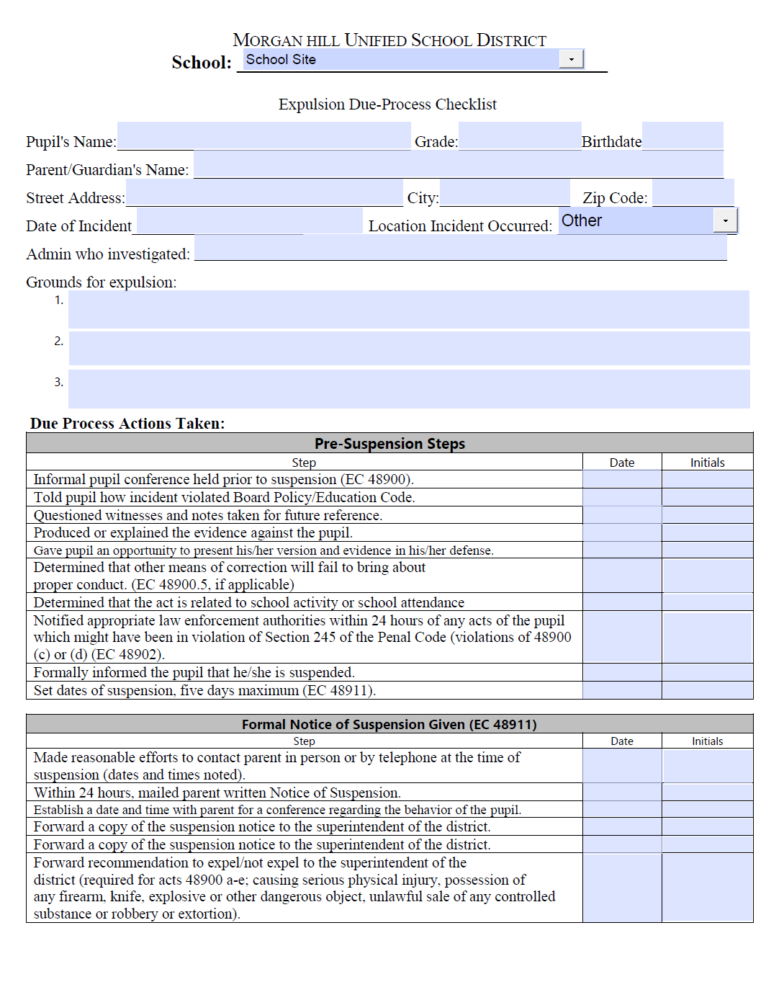 MORGAN HILL UNIFIED SCHOOL DISTRICT
School: School Site
Expulsion Due-Process Checklist
Pupil's Name: Grade: Birthdate
Parent/Guardian's Name:
Street Address: City: Zip Code:
Date of Incident Location Incident Occurred: Other
Admin who investigated:
Grounds for expulsion:
1.
2.
3.
Due Process Actions Taken:
Pre-Suspension Steps
Step Date Initials
Informal pupil conference held prior to suspension (EC 48900).
Told pupil how incident violated Board Policy/Education Code.
Questioned witnesses and notes taken for future reference.
Produced or explained the evidence against the pupil.
Gave pupil an opportunity to present his/her version and evidence in his/her defense.
Determined that other means of correction will fail to bring about
proper conduct. (EC 48900.5, if applicable)
Determined that the act is related to school activity or school attendance
Notified appropriate law enforcement authorities within 24 hours of any acts of the pupil
which might have been in violation of Section 245 of the Penal Code (violations of 48900
(c) or (d) (EC 48902).
Formally informed the pupil that he/she is suspended.
Set dates of suspension, five days maximum (EC 48911).
Formal Notice of Suspension Given (EC 48911)
Step Date Initials
Made reasonable efforts to contact parent in person or by telephone at the time of
suspension (dates and times noted).
Within 24 hours, mailed parent written Notice of Suspension.
Establish a date and time with parent for a conference regarding the behavior of the pupil.
Forward a copy of the suspension notice to the superintendent of the district.
Forward a copy of the suspension notice to the superintendent of the district.
Forward recommendation to expel/not expel to the superintendent of the
district (required for acts 48900 a-e; causing serious physical injury, possession of
any firearm, knife, explosive or other dangerous object, unlawful sale of any controlled
substance or robbery or extortion).